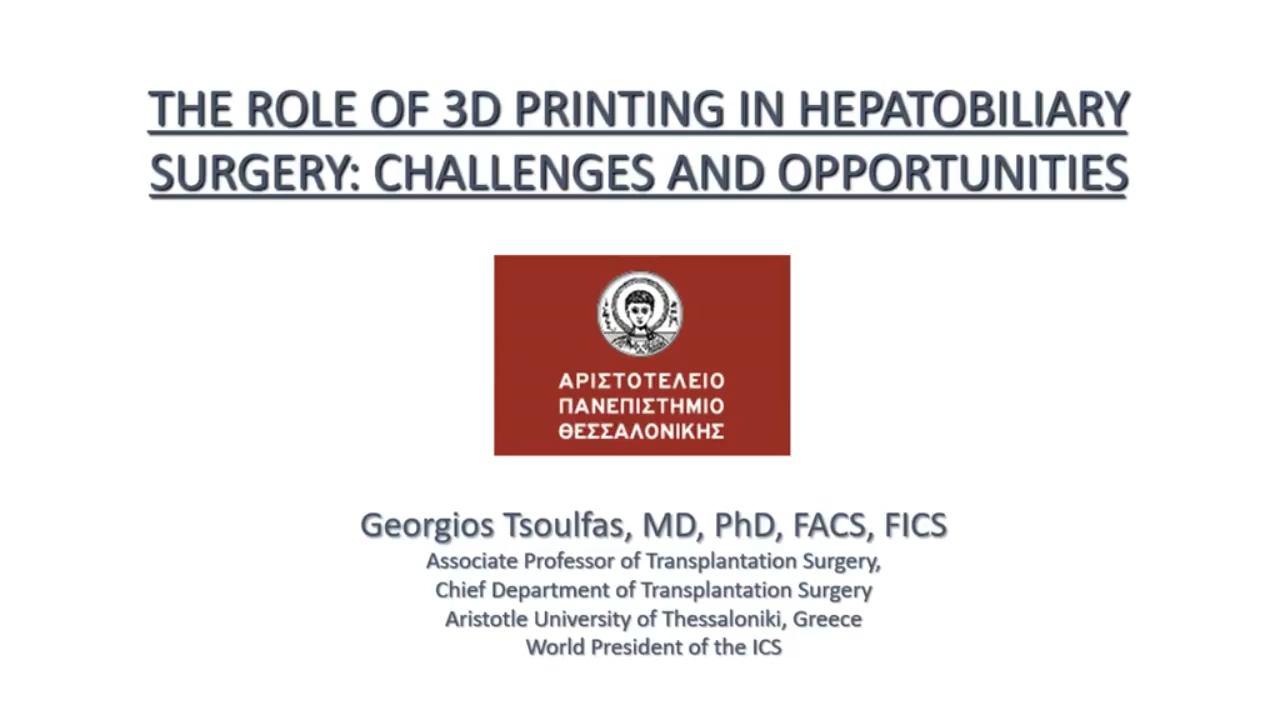 THE ROLE OF 3D PRINTING IN HEPATOBILIARY
SURGERY: CHALLENGES AND OPPORTUNITIES
ΑΡΙΣΤΟΤΕΛΕΙΟ
ΠΑΝΕΠΙΣΤΗΜΙΟ
ΘΕΣΣΑΛΟΝΙΚΗΣ
Georgios Tsoulfas, MD, PhD, FACS, FICS
Associate Professor of Transplantation Surgery,
Chief Department of Transplantation Surgery
Aristotle University of Thessaloniki, Greece
World President of the ICS